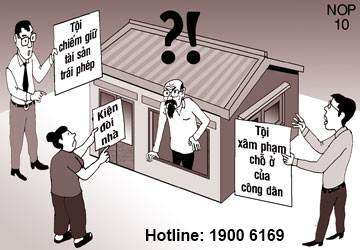 NOP
10
?!
Tội
chiếm giữ
tài sản
trái phép
Kiện
đòi
nhà
Tội
xâm phạm
chỗ ở
của
công dân
Hotline: 1900 6169